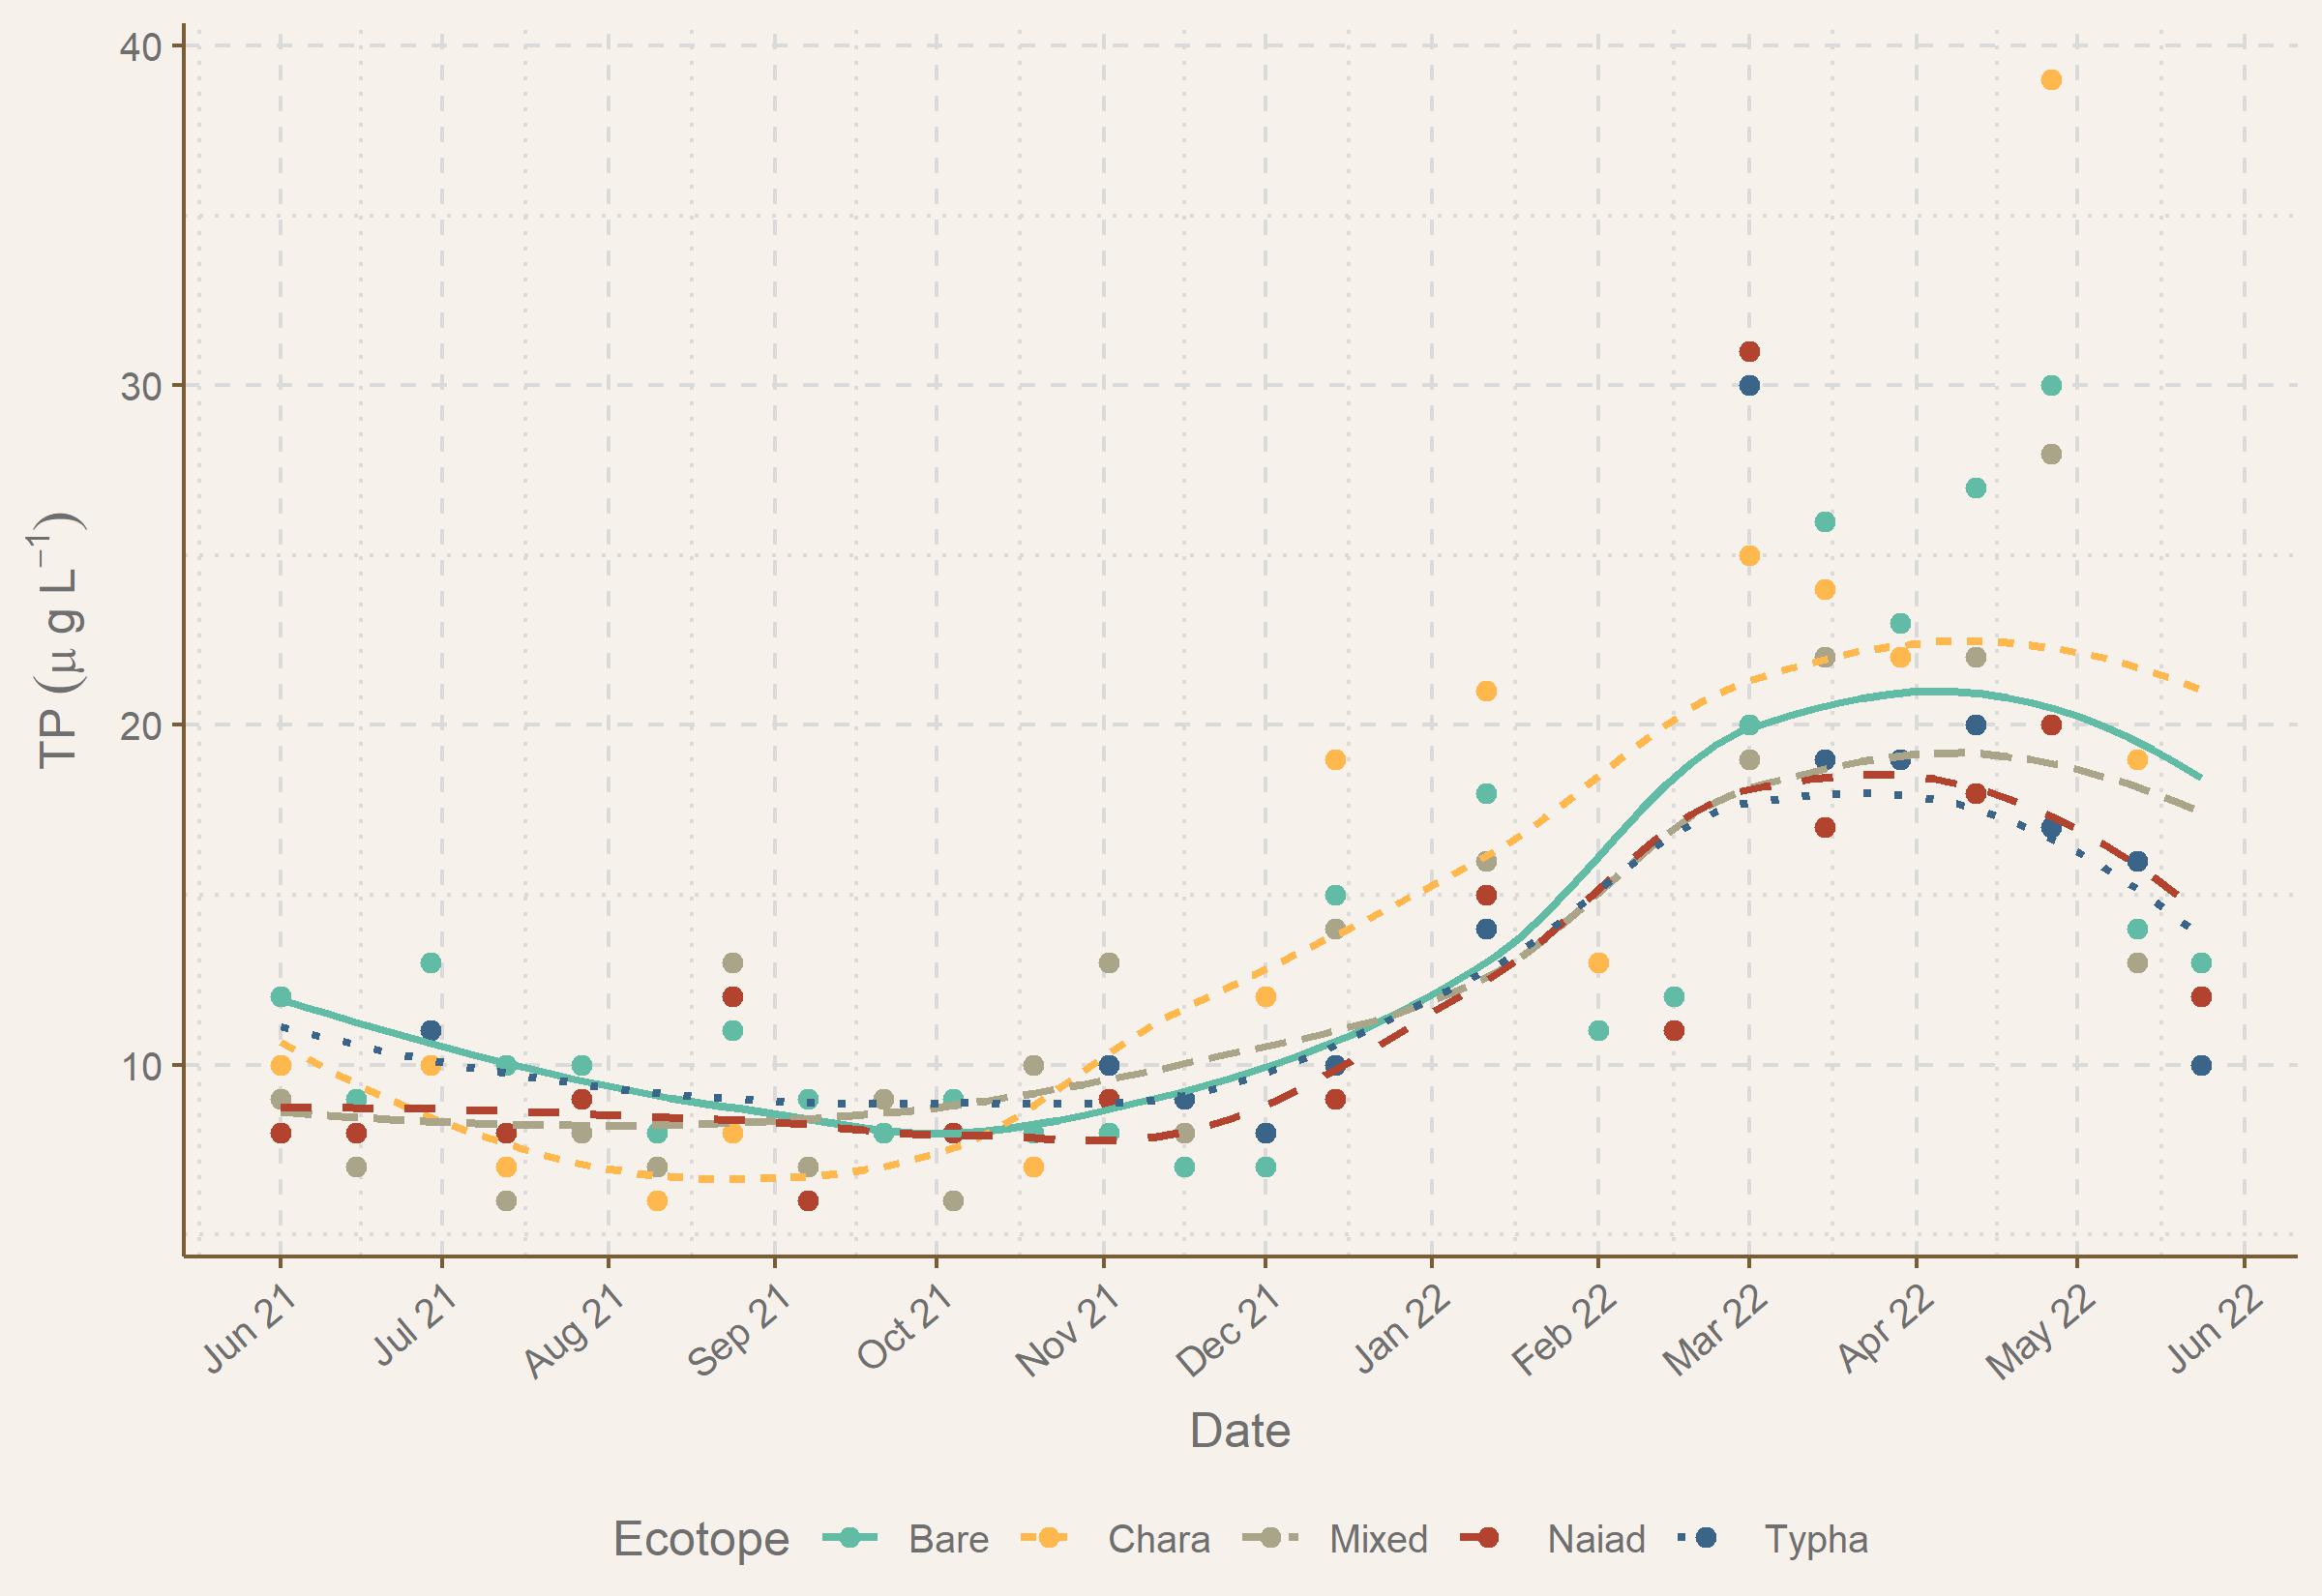 40
30
20
10
TP (μ g L⁻¹)
Jun 21 Jul 21 Aug 21 Sep 21 Oct 21 Nov 21 Dec 21 Jan 22 Feb 22 Mar 22 Apr 22 May 22 Jun 22
Date
Ecotope Bare Chara Mixed Naiad Typha